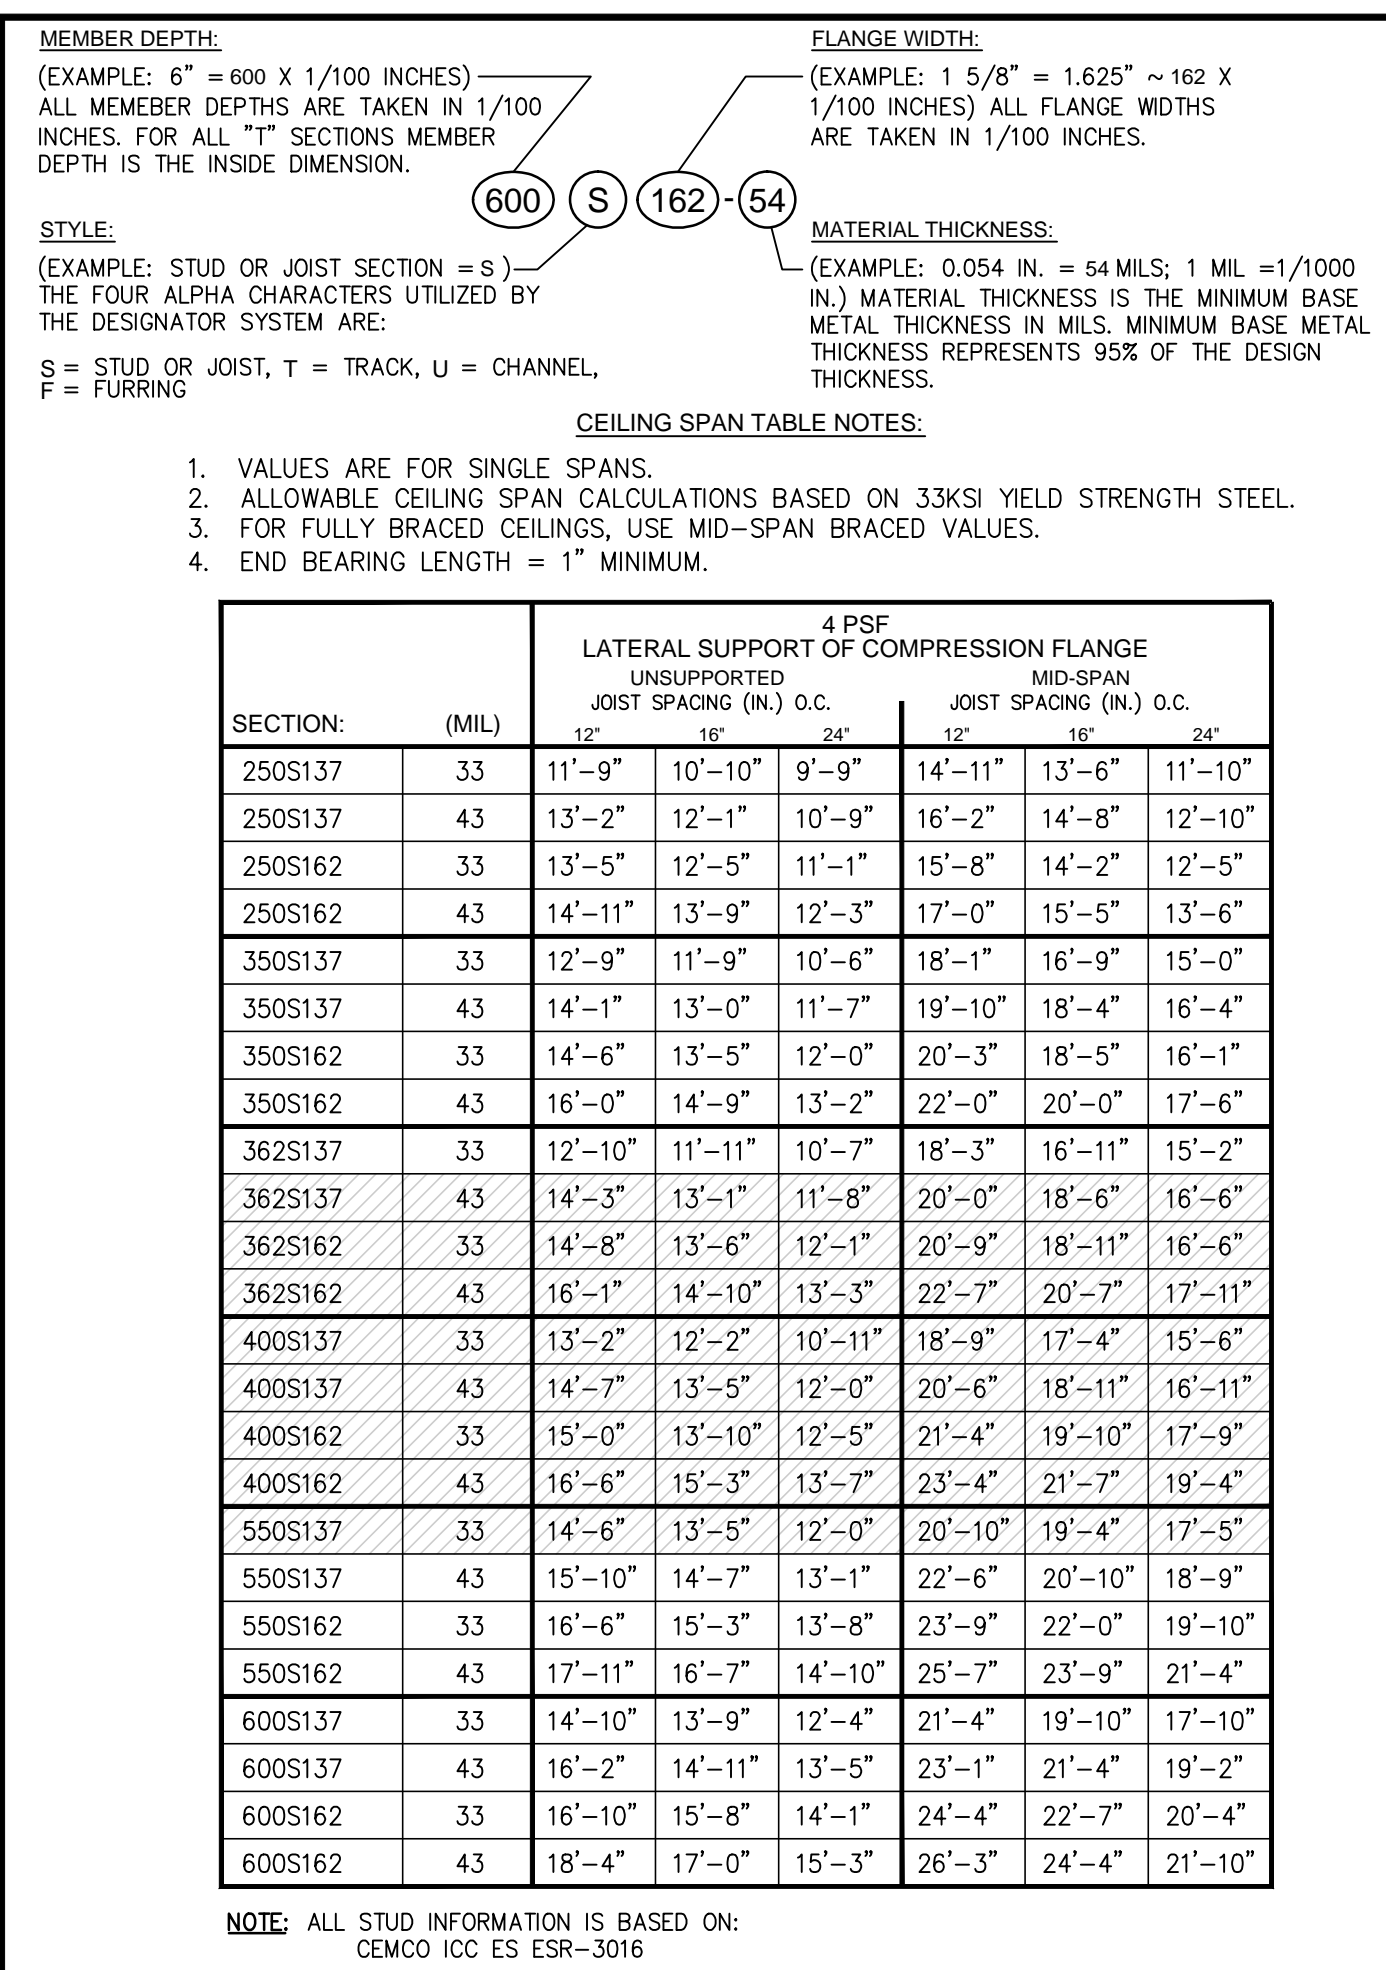 MEMBER DEPTH:
(EXAMPLE: 6" = 600 X 1/100 INCHES)
ALL MEMEBER DEPTHS ARE TAKEN IN 1/100
INCHES. FOR ALL "T" SECTIONS MEMBER
DEPTH IS THE INSIDE DIMENSION.
FLANGE WIDTH:
(EXAMPLE: 1 5/8" = 1.625" ~ 162 X
1/100 INCHES) ALL FLANGE WIDTHS
ARE TAKEN IN 1/100 INCHES.
600 S 162 - 54
STYLE:
(EXAMPLE: STUD OR JOIST SECTION = S )
THE FOUR ALPHA CHARACTERS UTILIZED BY
THE DESIGNATOR SYSTEM ARE:
S = STUD OR JOIST, T = TRACK, U = CHANNEL,
F = FURRING
MATERIAL THICKNESS:
(EXAMPLE: 0.054 IN. = 54 MILS; 1 MIL =1/1000
IN.) MATERIAL THICKNESS IS THE MINIMUM BASE
METAL THICKNESS IN MILS. MINIMUM BASE METAL
THICKNESS REPRESENTS 95% OF THE DESIGN
THICKNESS.
CEILING SPAN TABLE NOTES:
1. VALUES ARE FOR SINGLE SPANS.
2. ALLOWABLE CEILING SPAN CALCULATIONS BASED ON 33KSI YIELD STRENGTH STEEL.
3. FOR FULLY BRACED CEILINGS, USE MID-SPAN BRACED VALUES.
4. END BEARING LENGTH = 1" MINIMUM.
4 PSF
LATERAL SUPPORT OF COMPRESSION FLANGE
UNSUPPORTED MID-SPAN
JOIST SPACING (IN.) O.C. JOIST SPACING (IN.) O.C.
SECTION: (MIL) 12" 16" 24" 12" 16" 24"
250S137 33 11'-9" 10'-10" 9'-9" 14'-11" 13'-6" 11'-10"
250S137 43 13'-2" 12'-1" 10'-9" 16'-2" 14'-8" 12'-10"
250S162 33 13'-5" 12'-5" 11'-1" 15'-8" 14'-2" 12'-5"
250S162 43 14'-11" 13'-9" 12'-3" 17'-0" 15'-5" 13'-6"
350S137 33 12'-9" 11'-9" 10'-6" 18'-1" 16'-9" 15'-0"
350S137 43 14'-1" 13'-0" 11'-7" 19'-10" 18'-4" 16'-4"
350S162 33 14'-6" 13'-5" 12'-0" 20'-3" 18'-5" 16'-1"
350S162 43 16'-0" 14'-9" 13'-2" 22'-0" 20'-0" 17'-6"
362S137 33 12'-10" 11'-11" 10'-7" 18'-3" 16'-11" 15'-2"
362S137 43 14'-3" 13'-1" 11'-8" 20'-0" 18'-6" 16'-6"
362S162 33 14'-8" 13'-6" 12'-1" 20'-9" 18'-11" 16'-6"
362S162 43 16'-1" 14'-10" 13'-3" 22'-7" 20'-7" 17'-11"
400S137 33 13'-2" 12'-2" 10'-11" 18'-9" 17'-4" 15'-6"
400S137 43 14'-7" 13'-5" 12'-0" 20'-6" 18'-11" 16'-11"
400S162 33 15'-0" 13'-10" 12'-5" 21'-4" 19'-10" 17'-9"
400S162 43 16'-6" 15'-3" 13'-7" 23'-4" 21'-7" 19'-4"
550S137 33 14'-6" 13'-5" 12'-0" 20'-10" 19'-4" 17'-5"
550S137 43 15'-10" 14'-7" 13'-1" 22'-6" 20'-10" 18'-9"
550S162 33 16'-6" 15'-3" 13'-8" 23'-9" 22'-0" 19'-10"
550S162 43 17'-11" 16'-7" 14'-10" 25'-7" 23'-9" 21'-4"
600S137 33 14'-10" 13'-9" 12'-4" 21'-4" 19'-10" 17'-10"
600S137 43 16'-2" 14'-11" 13'-5" 23'-1" 21'-4" 19'-2"
600S162 33 16'-10" 15'-8" 14'-1" 24'-4" 22'-7" 20'-4"
600S162 43 18'-4" 17'-0" 15'-3" 26'-3" 24'-4" 21'-10"
NOTE: ALL STUD INFORMATION IS BASED ON:
CEMCO ICC ES ESR-3016